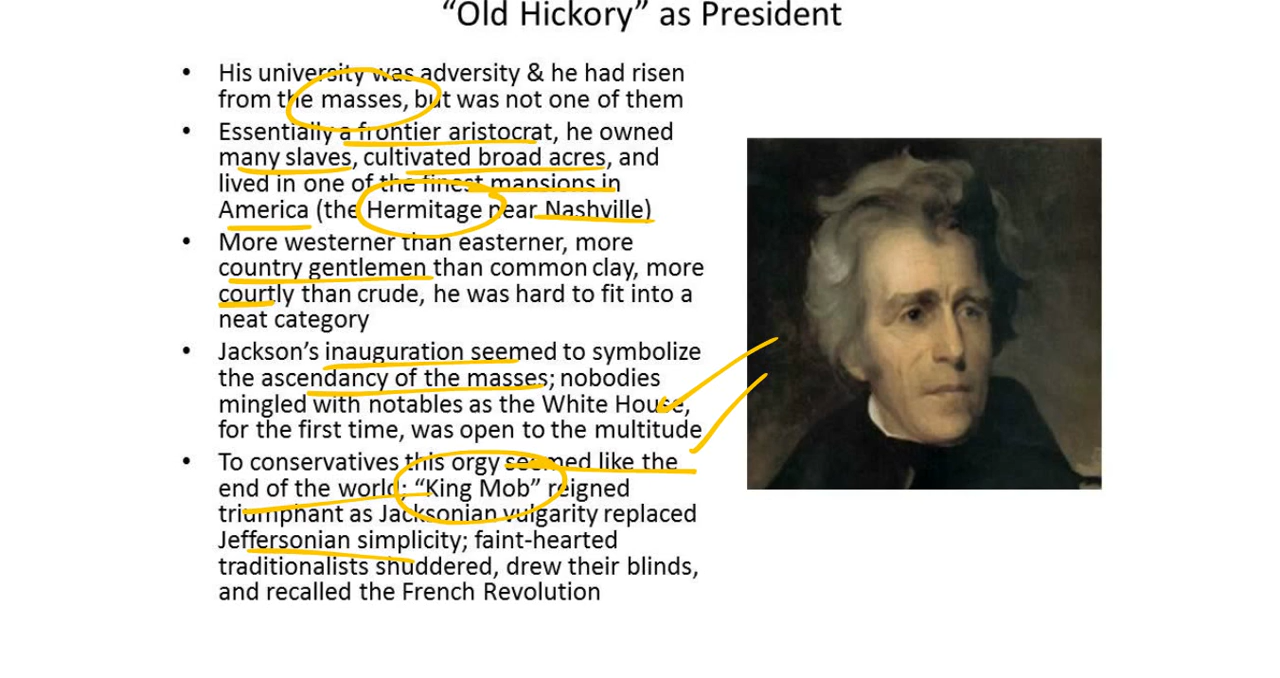 “Old Hickory” as President
• His university was adversity & he had risen
from the masses, but was not one of them
• Essentially a frontier aristocrat, he owned
many slaves, cultivated broad acres, and
lived in one of the finest mansions in
America (the Hermitage near Nashville)
• More westerner than easterner, more
country gentlemen than common clay, more
courtly than crude, he was hard to fit into a
neat category
• Jackson’s inauguration seemed to symbolize
the ascendancy of the masses; nobodies
mingled with notables as the White House,
for the first time, was open to the multitude
• To conservatives this orgy seemed like the
end of the world; “King Mob” reigned
triumphant as Jacksonian vulgarity replaced
Jeffersonian simplicity; faint-hearted
traditionalists shuddered, drew their blinds,
and recalled the French Revolution